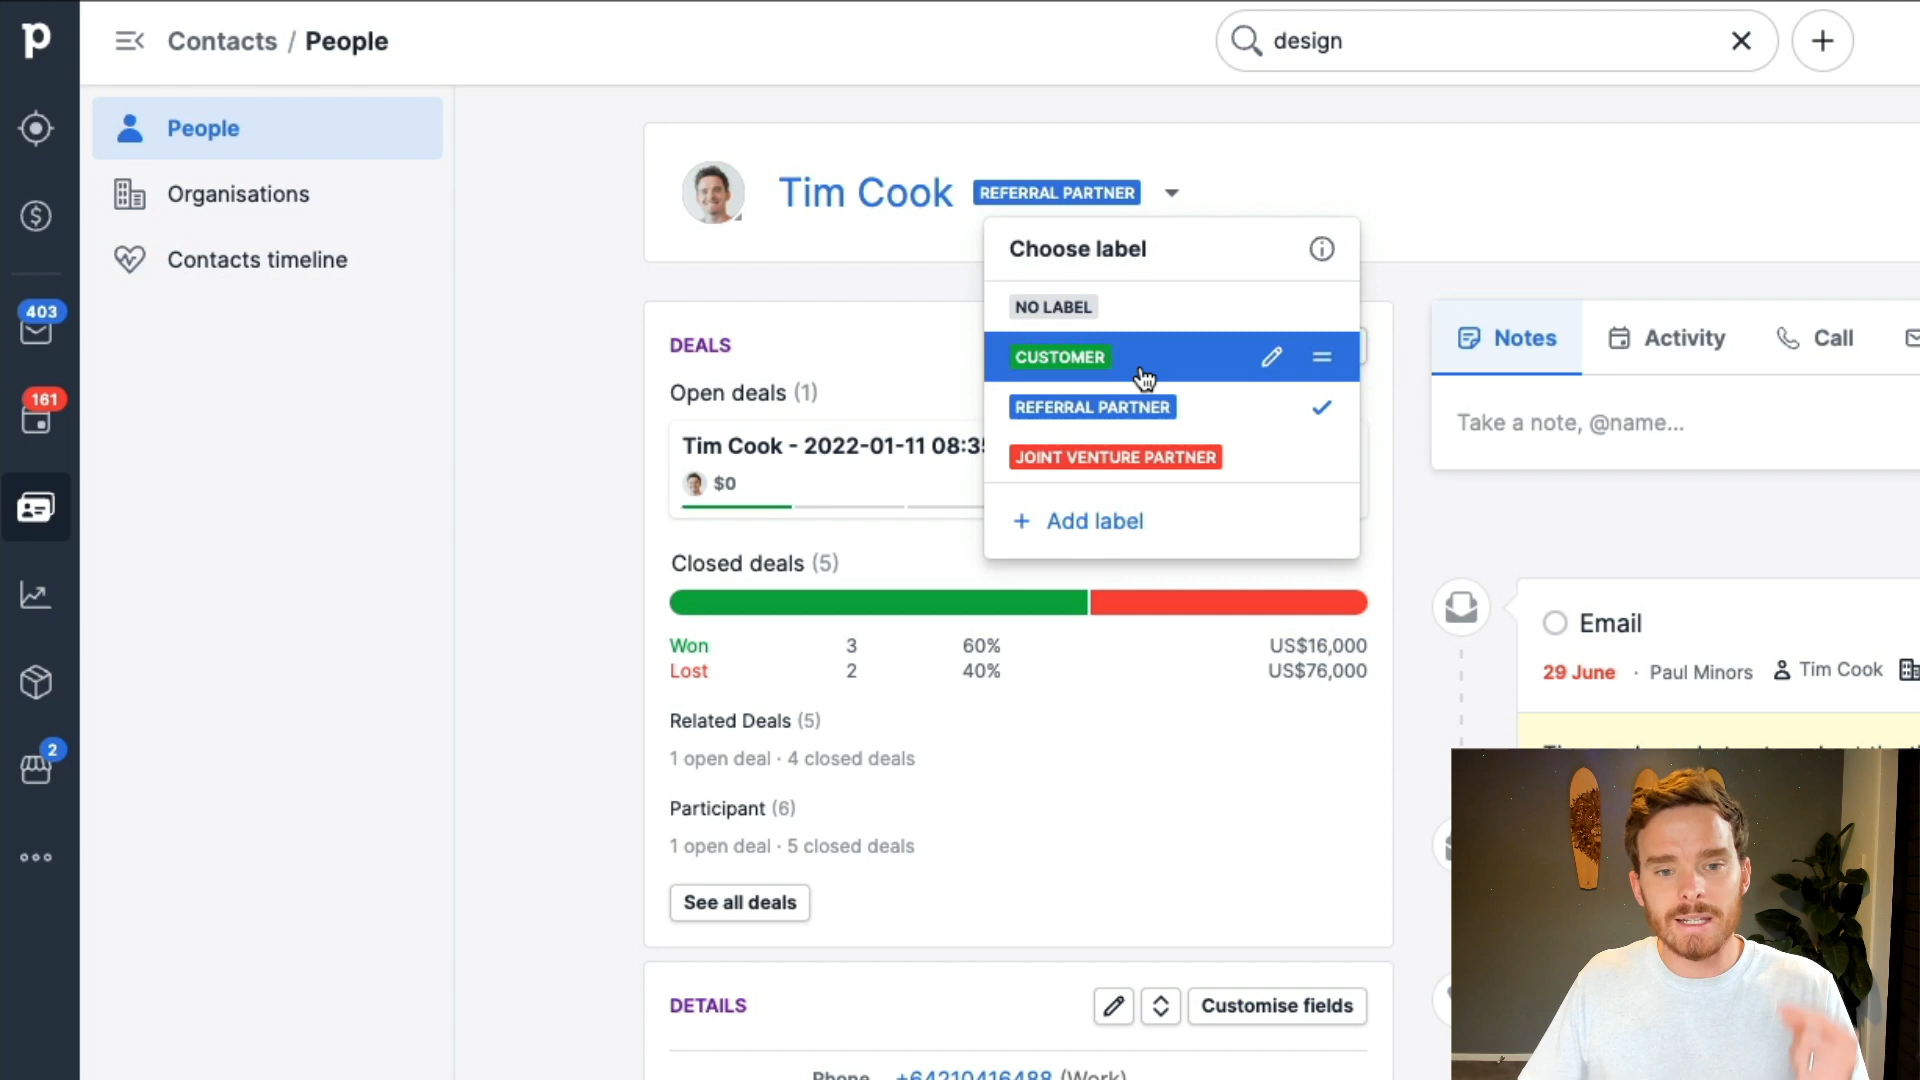 p
Contacts / People
design
People
Organisations
Contacts timeline
403
161
2
Tim Cook
REFERRAL PARTNER
Choose label
NO LABEL
CUSTOMER
REFERRAL PARTNER
JOINT VENTURE PARTNER
+ Add label
DEALS
Open deals (1)
Tim Cook - 2022-01-11 08:35
$0
Closed deals (5)
Won 3 60% US$16,000
Lost 2 40% US$76,000
Related Deals (5)
1 open deal · 4 closed deals
Participant (6)
1 open deal · 5 closed deals
See all deals
DETAILS
Customise fields
Phone +64210416488 (Work)
Notes
Activity
Call
Take a note, @name...
Email
29 June · Paul Minors Tim Cook